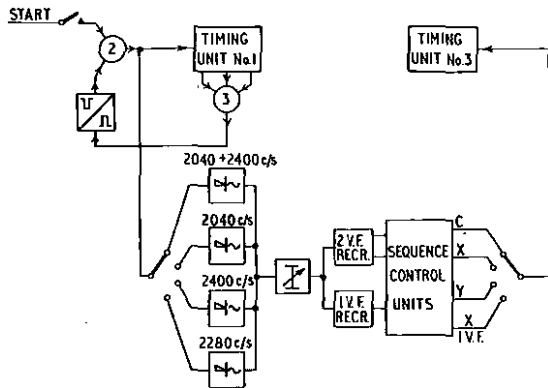 START
2
TIMING
UNIT No.1
TIMING
UNIT No.3
3
2040 + 2400 c/s
2040 c/s
2400 c/s
2280 c/s
2 V.F.
RECR.
1 V.F.
RECR.
SEQUENCE
CONTROL
UNITS
C
X
Y
X
1 V.F.